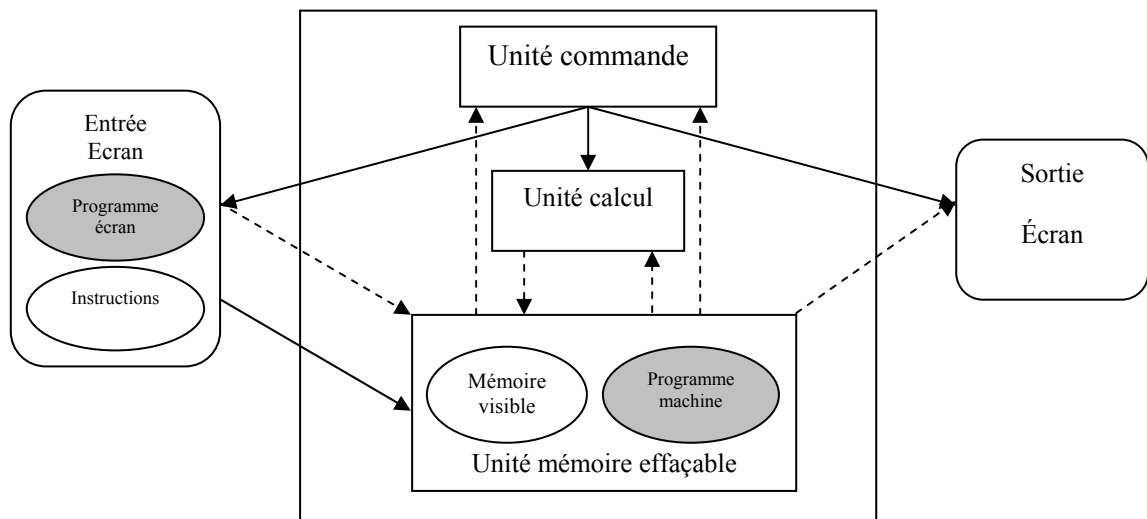 Entrée
Ecran
Programme
écran
Instructions
Unité commande
Unité calcul
Mémoire
visible
Programme
machine
Unité mémoire effaçable
Sortie
Écran